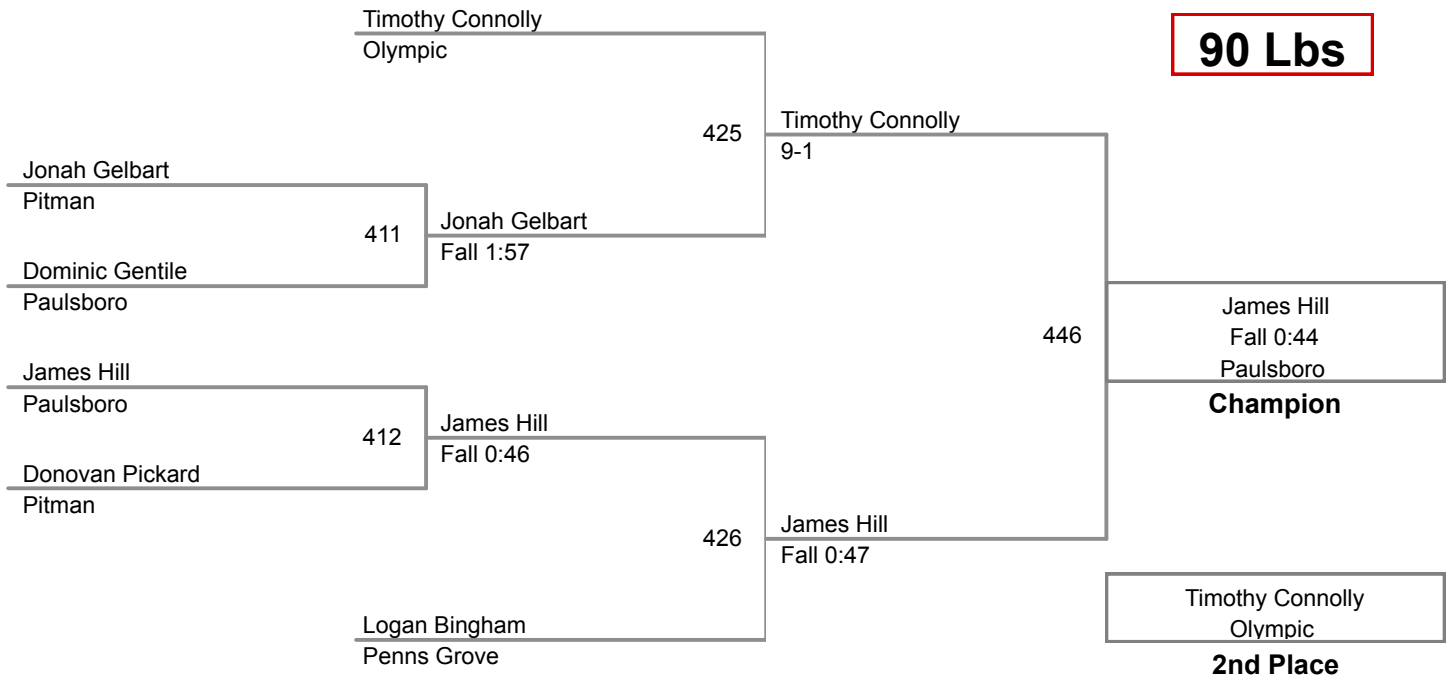 Timothy Connolly
Olympic
90 Lbs
425
Timothy Connolly
9-1
Jonah Gelbart
Pitman
411
Jonah Gelbart
Fall 1:57
Dominic Gentile
Paulsboro
446
James Hill
Fall 0:44
Paulsboro
Champion
James Hill
Paulsboro
412
James Hill
Fall 0:46
Donovan Pickard
Pitman
426
James Hill
Fall 0:47
Logan Bingham
Penns Grove
Timothy Connolly
Olympic
2nd Place